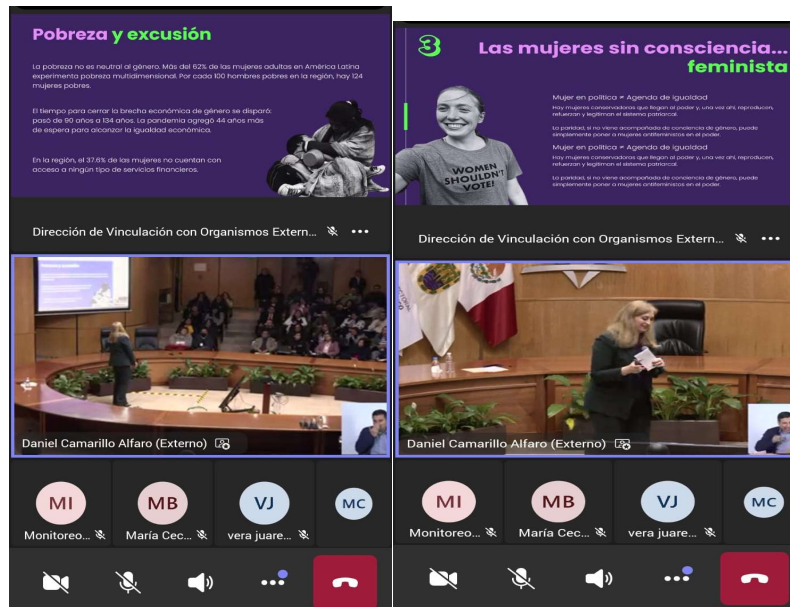 Pobreza y excusión
La pobreza no es neutral al género. Más del 62% de las mujeres adultas en América Latina
experimenta pobreza multidimensional. Por cada 100 hombres pobres en la región, hay 124
mujeres pobres.
El tiempo para cerrar la brecha económica de género se disparó:
pasó de 90 años a 134 años. La pandemia agregó 44 años más
de espera para alcanzar la igualdad económica.
En la región, el 37.6% de las mujeres no cuentan con
acceso a ningún tipo de servicios financieros.
Dirección de Vinculación con Organismos Extern...
Daniel Camarillo Alfaro (Externo)
MI
MB
VJ
MC
Monitoreo...
María Cec...
vera juare...
3
Las mujeres sin consciencia...
feminista
Mujer en política ≠ Agenda de igualdad
Hay mujeres conservadoras que llegan al poder y, una vez ahí, reproducen,
refuerzan y legitiman el sistema patriarcal.
La paridad, si no viene acompañada de conciencia de género, puede
simplemente poner a mujeres antifeministas en el poder.
Mujer en política ≠ Agenda de igualdad
Hay mujeres conservadoras que llegan al poder y, una vez ahí, reproducen,
refuerzan y legitiman el sistema patriarcal.
La paridad, si no viene acompañada de conciencia de género, puede
simplemente poner a mujeres antifeministas en el poder.
WOMEN
SHOULDN'T
VOTE!
Dirección de Vinculación con Organismos Extern...
Daniel Camarillo Alfaro (Externo)
MI
MB
VJ
MC
Monitoreo...
María Cec...
vera juare...